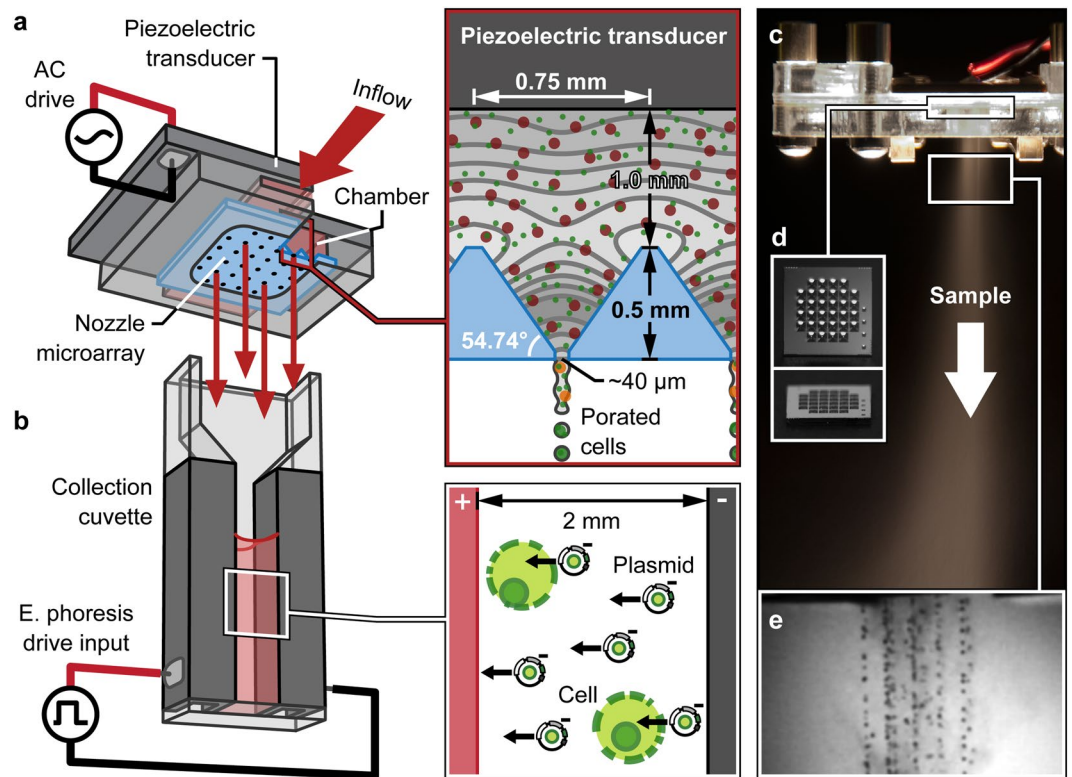 a
Piezoelectric
transducer
AC
drive
Inflow
Chamber
Nozzle
microarray
Piezoelectric transducer
0.75 mm
1.0 mm
0.5 mm
54.74°
~40 µm
Porated
cells
b
Collection
cuvette
E. phoresis
drive input
+
-
2 mm
Plasmid
Cell
c
d
Sample
e